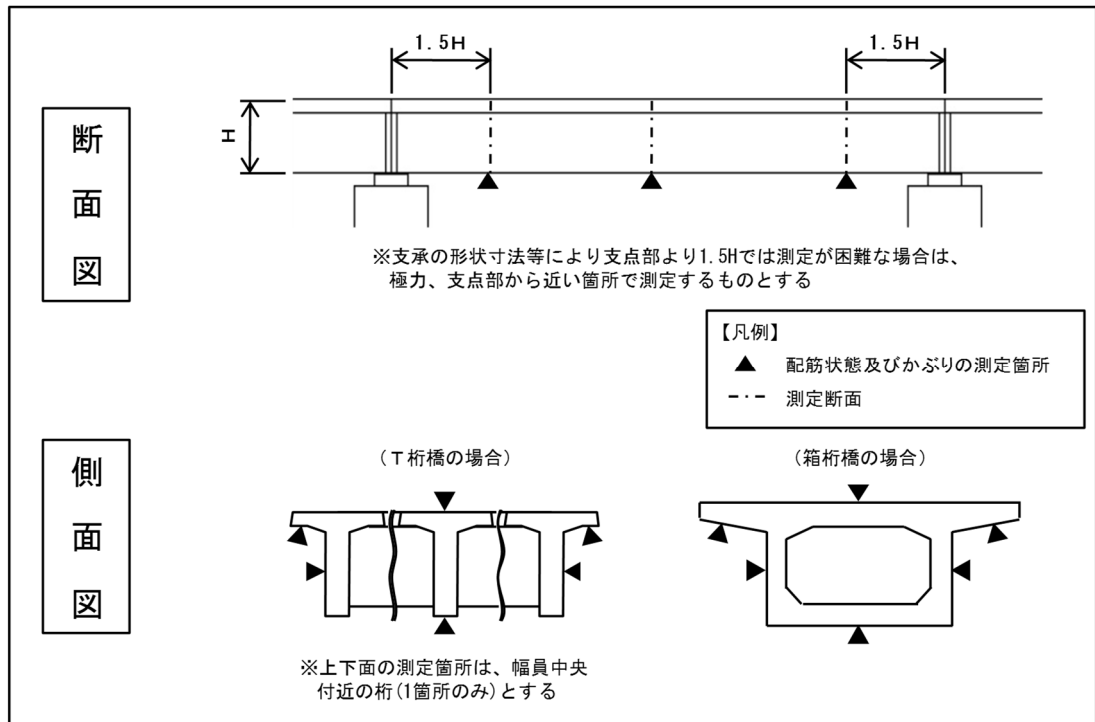 1.5H
1.5H
H
断面図
※支承の形状寸法等により支点部より1.5Hでは測定が困難な場合は、
極力、支点部から近い箇所で測定するものとする
【凡例】
配筋状態及びかぶりの測定箇所
測定断面
側面図
(T桁橋の場合)
(箱桁橋の場合)
※上下面の測定箇所は、幅員中央
付近の桁(1箇所のみ)とする